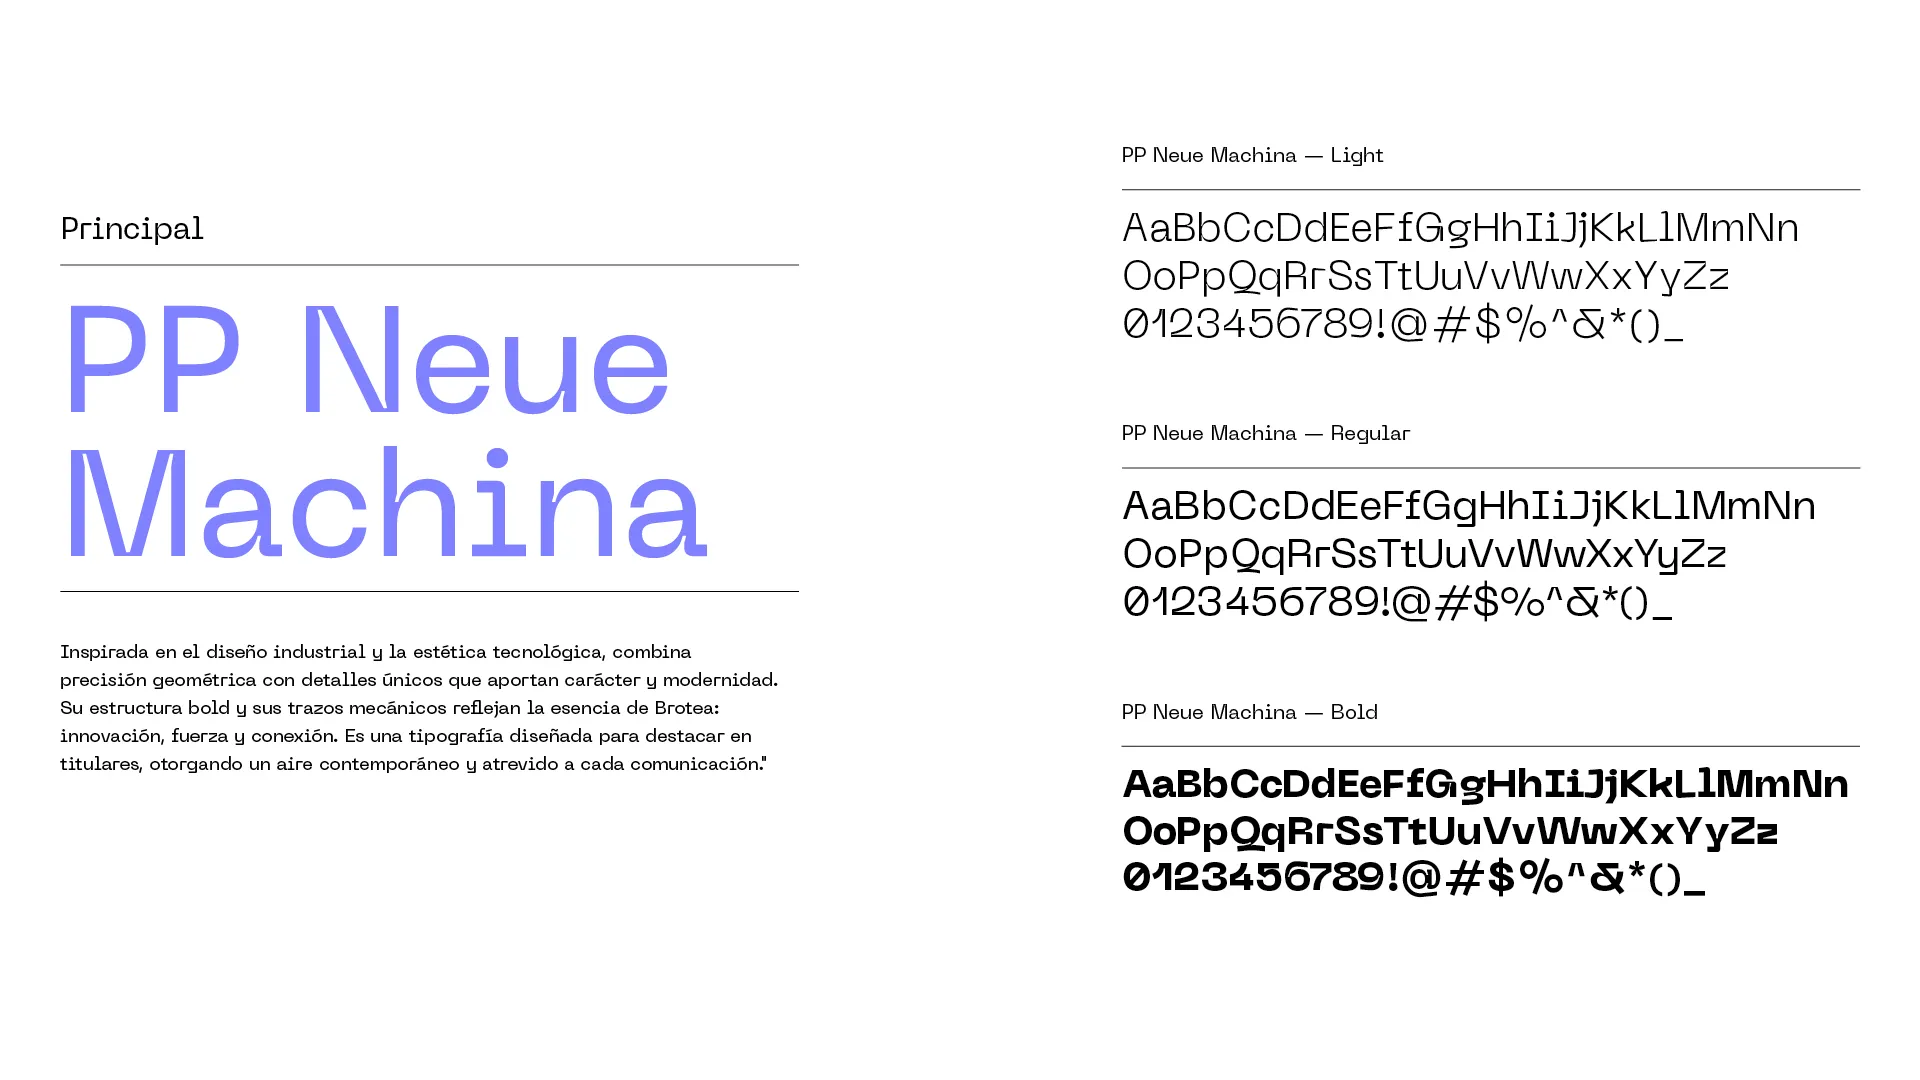 Principal
PP Neue
Machina
Inspirada en el diseño industrial y la estética tecnológica, combina
precisión geométrica con detalles únicos que aportan carácter y modernidad.
Su estructura bold y sus trazos mecánicos reflejan la esencia de Brotea:
innovación, fuerza y conexión. Es una tipografía diseñada para destacar en
titulares, otorgando un aire contemporáneo y atrevido a cada comunicación."
PP Neue Machina — Light
AaBbCcDdEeFfGgHhIiJjKkLlMmNn
OoPpQqRrSsTtUuVvWwXxYyZz
0123456789!@#$%^&*()_
PP Neue Machina — Regular
AaBbCcDdEeFfGgHhIiJjKkLlMmNn
OoPpQqRrSsTtUuVvWwXxYyZz
0123456789!@#$%^&*()_
PP Neue Machina — Bold
AaBbCcDdEeFfGgHhIiJjKkLlMmNn
OoPpQqRrSsTtUuVvWwXxYyZz
0123456789!@#$%^&*()_